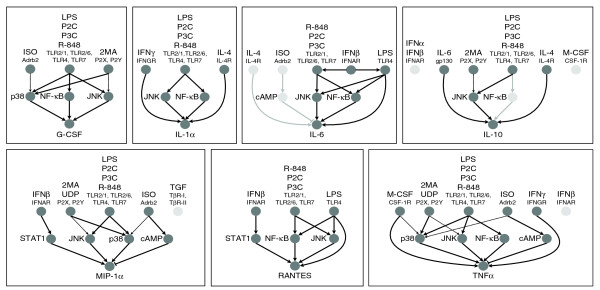 LPS
P2C
P3C
R-848
ISO TLR2/1, TLR2/6, 2MA
Adrb2 TLR4, TLR7 P2X, P2Y
p38 NF-κB JNK
G-CSF
LPS
P2C
P3C
IFNγ R-848 IL-4
IFNGR TLR2/1, TLR2/6, IL-4R
TLR4, TLR7
JNK NF-κB
IL-1α
R-848
P2C
P3C
IL-4 ISO TLR2/1, IFNβ LPS
IL-4R Adrb2 TLR2/6, TLR7 IFNAR TLR4
cAMP JNK NF-κB
IL-6
LPS
P2C
P3C
IFNα R-848
IFNβ IL-6 2MA TLR2/1, TLR2/6, IL-4 M-CSF
IFNAR gp130 P2X, P2Y TLR4, TLR7 IL-4R CSF-1R
JNK NF-κB
IL-10
LPS
P2C
P3C
2MA R-848 TGF
IFNβ UDP TLR2/1, TLR2/6, ISO TβR-I,
IFNAR P2X, P2Y TLR4, TLR7 Adrb2 TβR-II
STAT1 JNK p38 cAMP
MIP-1α
R-848
P2C
P3C
IFNβ TLR2/1, LPS
IFNAR TLR2/6, TLR7 TLR4
STAT1 NF-κB JNK
RANTES
LPS
P2C
P3C
2MA R-848
M-CSF UDP TLR2/1, TLR2/6, ISO IFNγ IFNβ
CSF-1R P2X, P2Y TLR4, TLR7 Adrb2 IFNGR IFNAR
p38 JNK NF-κB cAMP
TNFα